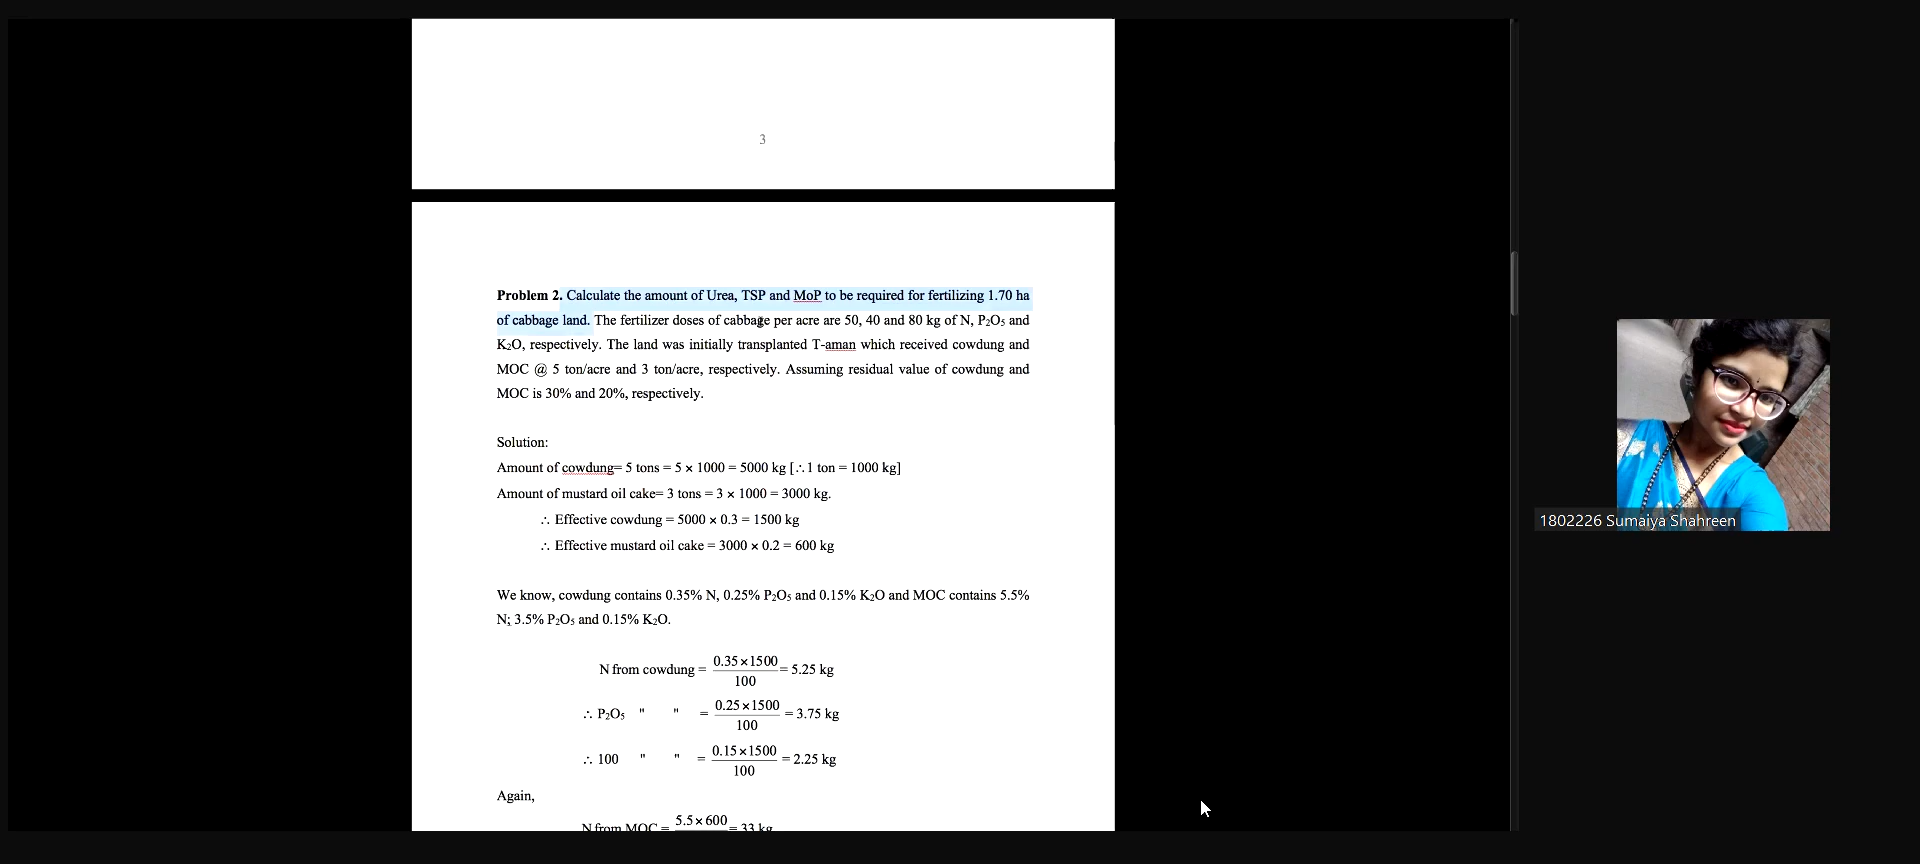 3
Problem 2. Calculate the amount of Urea, TSP and MoP to be required for fertilizing 1.70 ha
of cabbage land. The fertilizer doses of cabbage per acre are 50, 40 and 80 kg of N, P₂O₅ and
K₂O, respectively. The land was initially transplanted T-aman which received cowdung and
MOC @ 5 ton/acre and 3 ton/acre, respectively. Assuming residual value of cowdung and
MOC is 30% and 20%, respectively.
Solution:
Amount of cowdung= 5 tons = 5 × 1000 = 5000 kg [∴ 1 ton = 1000 kg]
Amount of mustard oil cake= 3 tons = 3 × 1000 = 3000 kg.
∴ Effective cowdung = 5000 × 0.3 = 1500 kg
∴ Effective mustard oil cake = 3000 × 0.2 = 600 kg
We know, cowdung contains 0.35% N, 0.25% P₂O₅ and 0.15% K₂O and MOC contains 5.5%
N; 3.5% P₂O₅ and 0.15% K₂O.
N from cowdung = 0.35×1500/100 = 5.25 kg
∴ P₂O₅ " " = 0.25×1500/100 = 3.75 kg
∴ 100 " " = 0.15×1500/100 = 2.25 kg
Again,
N from MOC = 5.5×600 = 33 kg
1802226 Sumaiya Shahreen